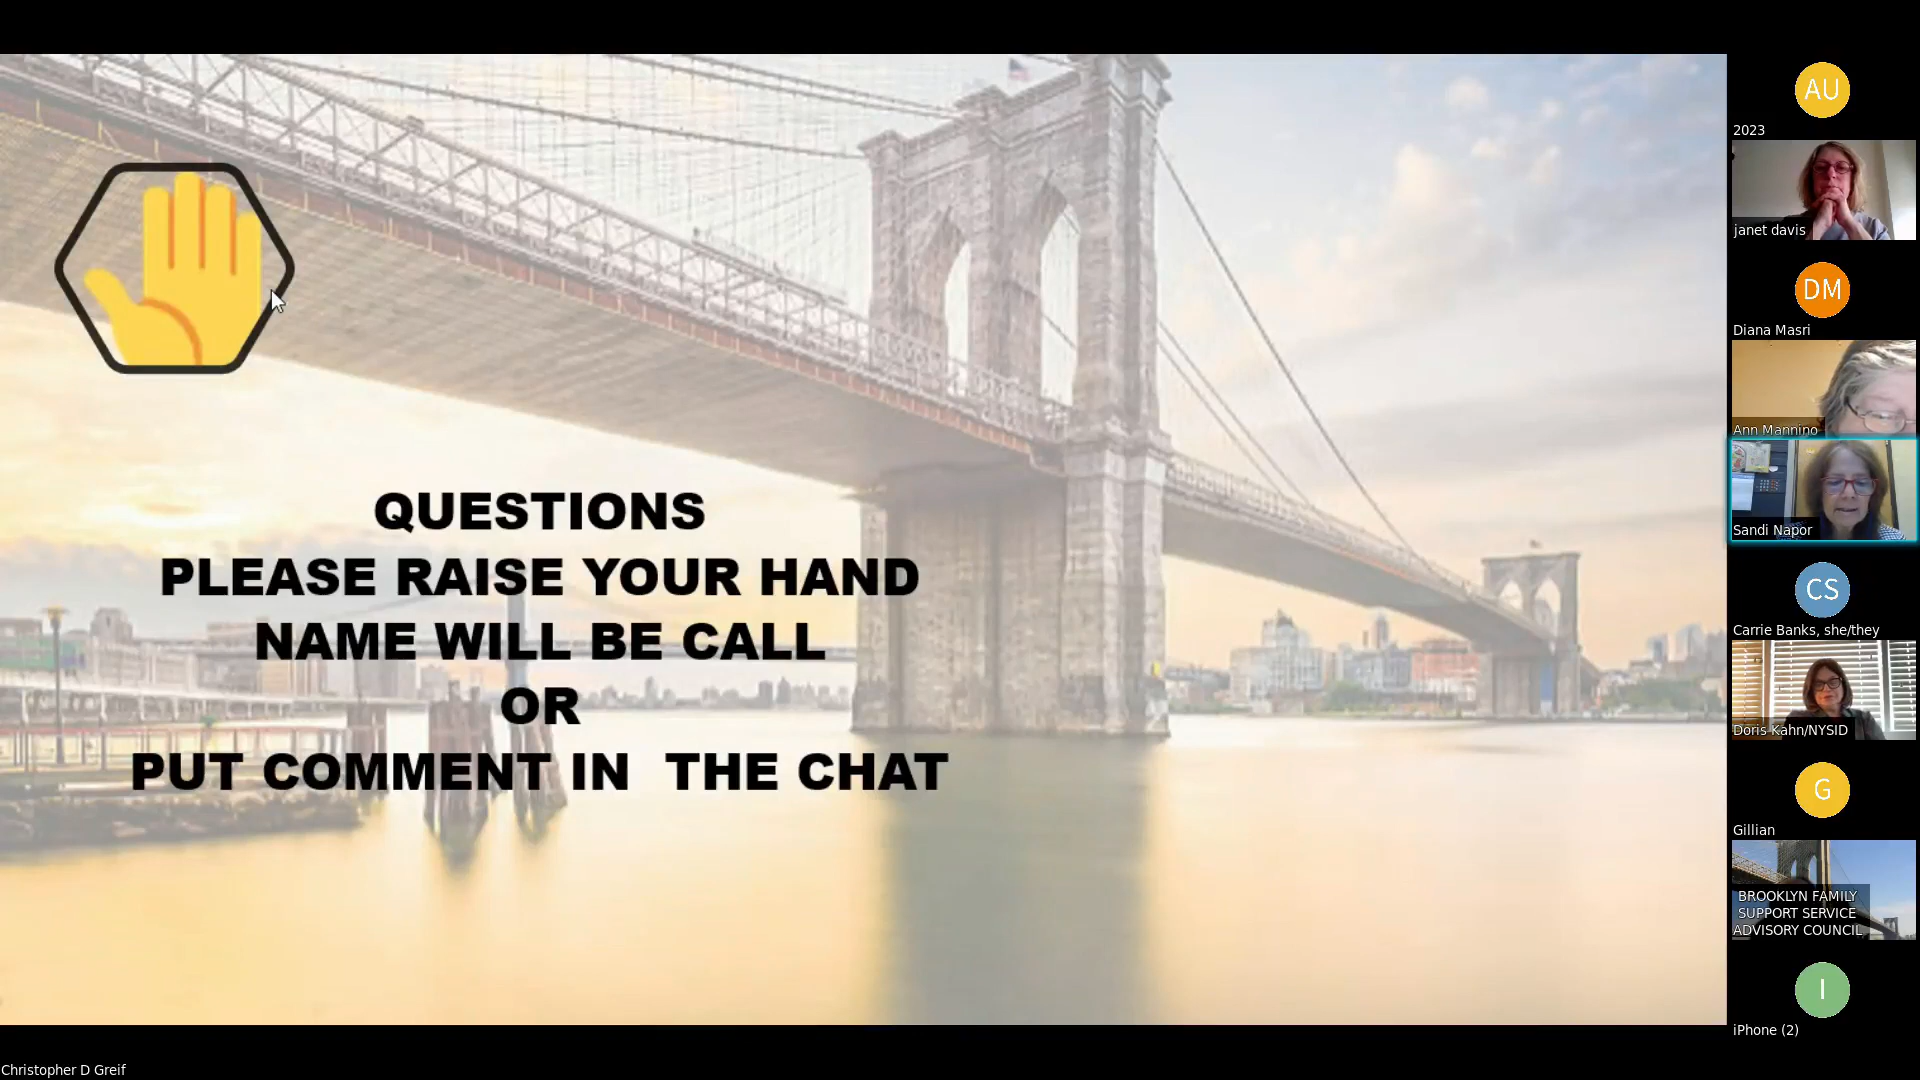 QUESTIONS
PLEASE RAISE YOUR HAND
NAME WILL BE CALL
OR
PUT COMMENT IN  THE CHAT
AU
2023
janet davis
DM
Diana Masri
Ann Mannino
Sandi Napor
CS
Carrie Banks, she/they
Doris Kahn/NYSID
G
Gillian
BROOKLYN FAMILY
SUPPORT SERVICE
ADVISORY COUNCIL
I
iPhone (2)
Christopher D Greif